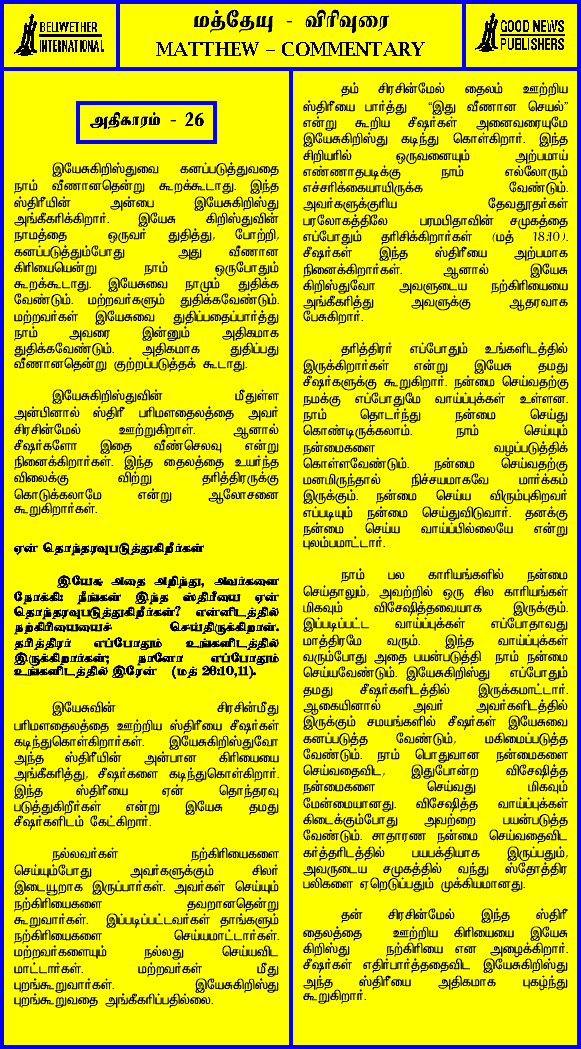 BELLWETHER
INTERNATIONAL
மத்தேயு - விரிவுரை
MATTHEW – COMMENTARY
GOOD NEWS
PUBLISHERS
அதிகாரம் - 26
இயேசுகிறிஸ்துவை கனப்படுத்துவதை
நாம் வீணானதென்று கூறக்கூடாது. இந்த
ஸ்திரீயின் அன்பை இயேசுகிறிஸ்து
அங்கீகரிக்கிறார். இயேசு கிறிஸ்துவின்
நாமத்தை ஒருவர் துதித்து, போற்றி,
கனப்படுத்தும்போது அது வீணான
கிரியையென்று நாம் ஒருபோதும்
கூறக்கூடாது. இயேசுவை நாமும் துதிக்க
வேண்டும். மற்றவர்களும் துதிக்கவேண்டும்.
மற்றவர்கள் இயேசுவை துதிப்பதைப்பார்த்து
நாம் அவரை இன்னும் அதிகமாக
துதிக்கவேண்டும். அதிகமாக துதிப்பது
வீணானதென்று குற்றப்படுத்தக் கூடாது.
இயேசுகிறிஸ்துவின் மீதுள்ள
அன்பினால் ஸ்திரீ பரிமளதைலத்தை அவர்
சிரசின்மேல் ஊற்றுகிறாள். ஆனால்
சீஷர்களோ இதை வீண்செலவு என்று
நினைக்கிறார்கள். இந்த தைலத்தை உயர்ந்த
விலைக்கு விற்று தரித்திரருக்கு
கொடுக்கலாமே என்று ஆலோசனை
கூறுகிறார்கள்.
ஏன் தொந்தரவுபடுத்துகிறீர்கள்
இயேசு அதை அறிந்து, அவர்களை
நோக்கி: நீங்கள் இந்த ஸ்திரீயை ஏன்
தொந்தரவுபடுத்துகிறீர்கள்? என்னிடத்தில்
நற்கிரியையைச் செய்திருக்கிறாள்.
தரித்திரர் எப்போதும் உங்களிடத்தில்
இருக்கிறார்கள்; நானோ எப்போதும்
உங்களிடத்தில் இரேன் (மத் 26:10,11).
இயேசுவின் சிரசின்மீது
பரிமளதைலத்தை ஊற்றிய ஸ்திரீயை சீஷர்கள்
கடிந்துகொள்கிறார்கள். இயேசுகிறிஸ்துவோ
அந்த ஸ்திரீயின் அன்பான கிரியையை
அங்கீகரித்து, சீஷர்களை கடிந்துகொள்கிறார்.
இந்த ஸ்திரீயை ஏன் தொந்தரவு
படுத்துகிறீர்கள் என்று இயேசு தமது
சீஷர்களிடம் கேட்கிறார்.
நல்லவர்கள் நற்கிரியைகளை
செய்யும்போது அவர்களுக்கும் சிலர்
இடையூறாக இருப்பார்கள். அவர்கள் செய்யும்
நற்கிரியைகளை தவறானதென்று
கூறுவார்கள். இப்படிப்பட்டவர்கள் தாங்களும்
நற்கிரியைகளை செய்யமாட்டார்கள்.
மற்றவர்களையும் நல்லது செய்யவிட
மாட்டார்கள். மற்றவர்கள் மீது
புறங்கூறுவார்கள். இயேசுகிறிஸ்து
புறங்கூறுவதை அங்கீகரிப்பதில்லை.
தம் சிரசின்மேல் தைலம் ஊற்றிய
ஸ்திரீயை பார்த்து “இது வீணான செயல்”
என்று கூறிய சீஷர்கள் அனைவரையுமே
இயேசுகிறிஸ்து கடிந்து கொள்கிறார். இந்த
சிறியரில் ஒருவனையும் அற்பமாய்
எண்ணாதபடிக்கு நாம் எல்லோரும்
எச்சரிக்கையாயிருக்க வேண்டும்.
அவர்களுக்குரிய தேவதூதர்கள்
பரலோகத்திலே பரமபிதாவின் சமுகத்தை
எப்போதும் தரிசிக்கிறார்கள் (மத் 18:10).
சீஷர்கள் இந்த ஸ்திரீயை அற்பமாக
நினைக்கிறார்கள். ஆனால் இயேசு
கிறிஸ்துவோ அவளுடைய நற்கிரியையை
அங்கீகரித்து அவளுக்கு ஆதரவாக
பேசுகிறார்.
தரித்திரர் எப்போதும் உங்களிடத்தில்
இருக்கிறார்கள் என்று இயேசு தமது
சீஷர்களுக்கு கூறுகிறார். நன்மை செய்வதற்கு
நமக்கு எப்போதுமே வாய்ப்புக்கள் உள்ளன.
நாம் தொடர்ந்து நன்மை செய்து
கொண்டிருக்கலாம். நாம் செய்யும்
நன்மைகளை வழப்படுத்திக்
கொள்ளவேண்டும். நன்மை செய்வதற்கு
மனமிருந்தால் நிச்சயமாகவே மார்க்கம்
இருக்கும். நன்மை செய்ய விரும்புகிறவர்
எப்படியும் நன்மை செய்துவிடுவார். தனக்கு
நன்மை செய்ய வாய்ப்பில்லையே என்று
புலம்பமாட்டார்.
நாம் பல காரியங்களில் நன்மை
செய்தாலும், அவற்றில் ஒரு சில காரியங்கள்
மிகவும் விசேஷித்தவையாக இருக்கும்.
இப்படிப்பட்ட வாய்ப்புக்கள் எப்போதாவது
மாத்திரமே வரும். இந்த வாய்ப்புக்கள்
வரும்போது அதை பயன்படுத்தி நாம் நன்மை
செய்யவேண்டும். இயேசுகிறிஸ்து எப்போதும்
தமது சீஷர்களிடத்தில் இருக்கமாட்டார்.
ஆகையினால் அவர் அவர்களிடத்தில்
இருக்கும் சமயங்களில் சீஷர்கள் இயேசுவை
கனப்படுத்த வேண்டும், மகிமைப்படுத்த
வேண்டும். நாம் பொதுவான நன்மைகளை
செய்வதைவிட, இதுபோன்ற விசேஷித்த
நன்மைகளை செய்வது மிகவும்
மேன்மையானது. விசேஷித்த வாய்ப்புக்கள்
கிடைக்கும்போது அவற்றை பயன்படுத்த
வேண்டும். சாதாரண நன்மை செய்வதைவிட
கர்த்தரிடத்தில் பயபக்தியாக இருப்பதும்,
அவருடைய சமுகத்தில் வந்து ஸ்தோத்திர
பலிகளை ஏறெடுப்பதும் முக்கியமானது.
தன் சிரசின்மேல் இந்த ஸ்திரீ
தைலத்தை ஊற்றிய கிரியையை இயேசு
கிறிஸ்து நற்கிரியை என அழைக்கிறார்.
சீஷர்கள் எதிர்பார்த்ததைவிட இயேசுகிறிஸ்து
அந்த ஸ்திரீயை அதிகமாக புகழ்ந்து
கூறுகிறார்.